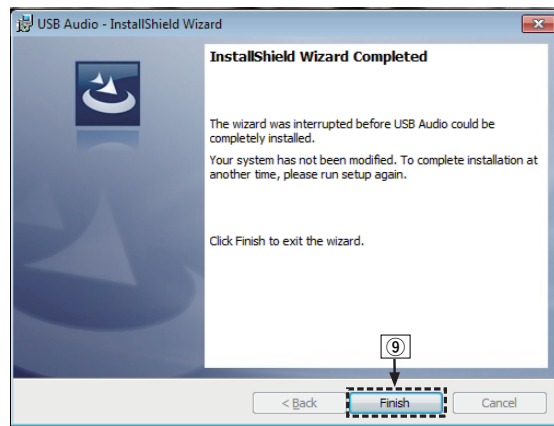 USB Audio - InstallShield Wizard
InstallShield Wizard Completed
The wizard was interrupted before USB Audio could be
completely installed.
Your system has not been modified. To complete installation at
another time, please run setup again.
Click Finish to exit the wizard.
⑨
< Back Finish Cancel